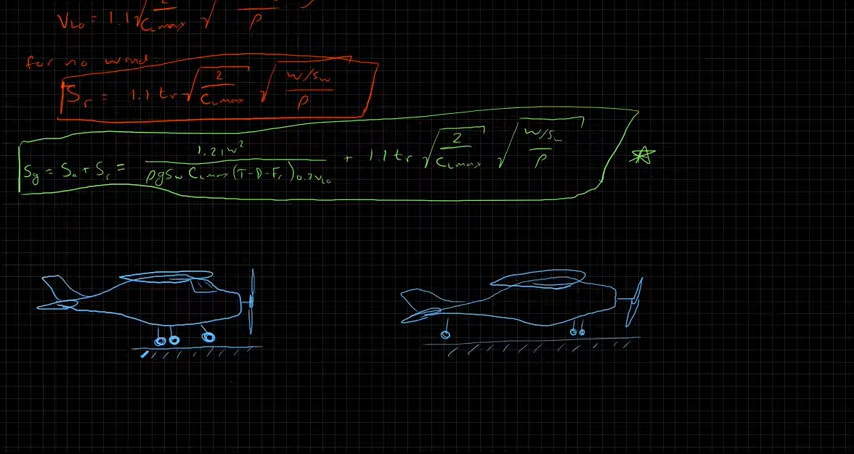 V_LO = 1.1 √(2/C_Lmax) √(/ρ)
for no wind:
S_r = 1.1 t_r √(2/C_Lmax) √((W/S_w)/ρ)
S_g = S_a + S_r = 1.21W²/(ρ g S_w C_Lmax (T-D-F_r)_0.7V_LO) + 1.1 t_r √(2/C_Lmax) √((W/S_w)/ρ)